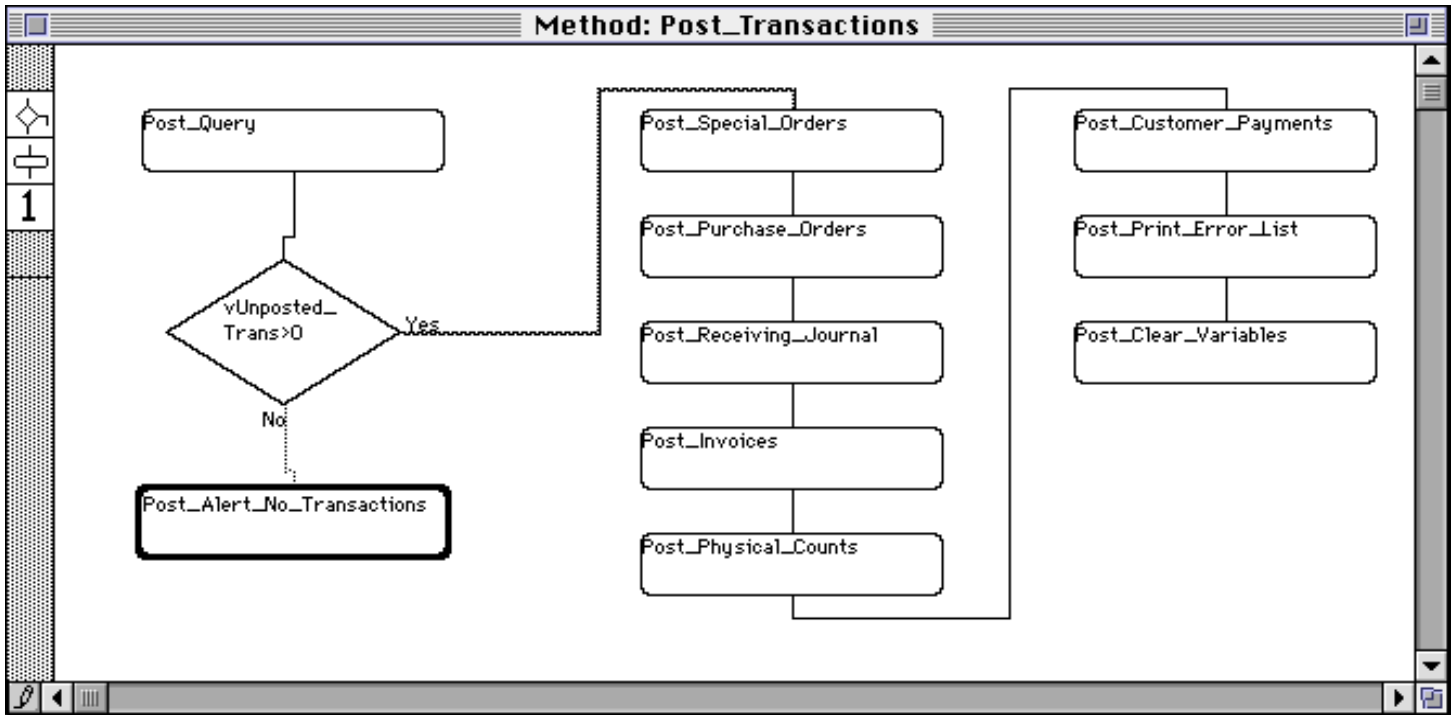 Method: Post_Transactions
1
Post_Query
vUnposted_
Trans>0
Yes
No
Post_Alert_No_Transactions
Post_Special_Orders
Post_Purchase_Orders
Post_Receiving_Journal
Post_Invoices
Post_Physical_Counts
Post_Customer_Payments
Post_Print_Error_List
Post_Clear_Variables